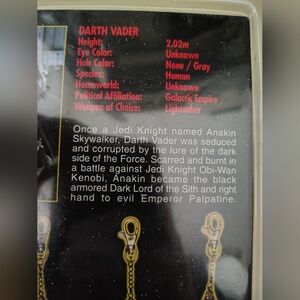 DARTH VADER
Height: 2.02m
Eye Color: Unknown
Hair Color: None / Gray
Species: Human
Homeworld: Unknown
Political Affiliation: Galactic Empire
Weapon of Choice: Lightsaber
Once a Jedi Knight named Anakin
Skywalker, Darth Vader was seduced
and corrupted by the lure of the dark
side of the Force. Scarred and burnt in
a battle against Jedi Knight Obi-Wan
Kenobi, Anakin became the black
armored Dark Lord of the Sith and right
hand to evil Emperor Palpatine.